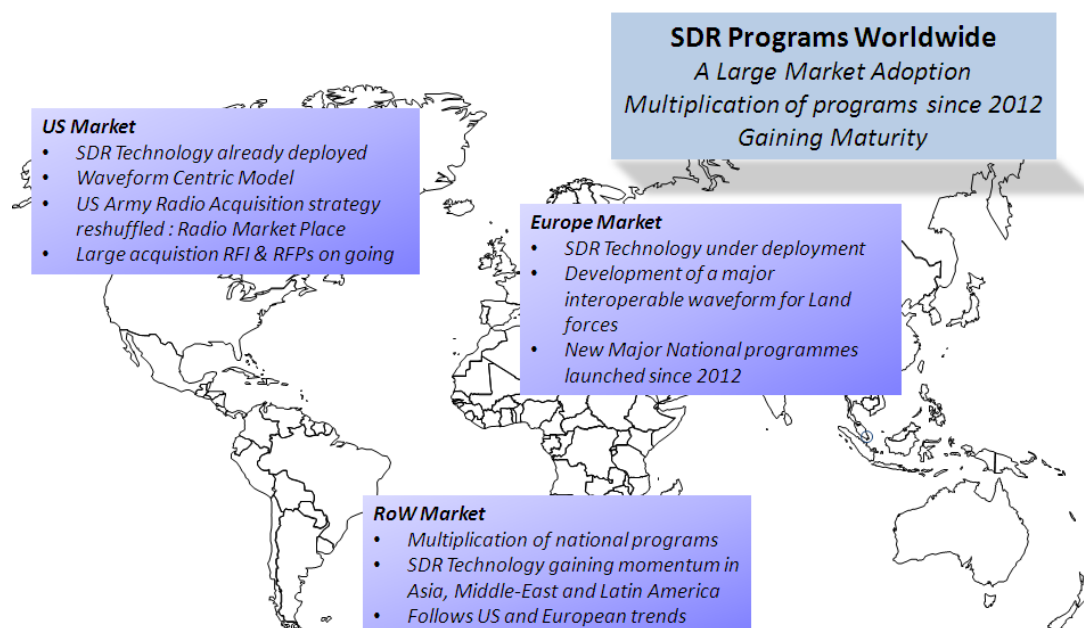 SDR Programs Worldwide
A Large Market Adoption
Multiplication of programs since 2012
Gaining Maturity
US Market
• SDR Technology already deployed
• Waveform Centric Model
• US Army Radio Acquisition strategy
reshuffled : Radio Market Place
• Large acquistion RFI & RFPs on going
Europe Market
• SDR Technology under deployment
• Development of a major
interoperable waveform for Land
forces
• New Major National programmes
launched since 2012
RoW Market
• Multiplication of national programs
• SDR Technology gaining momentum in
Asia, Middle-East and Latin America
• Follows US and European trends